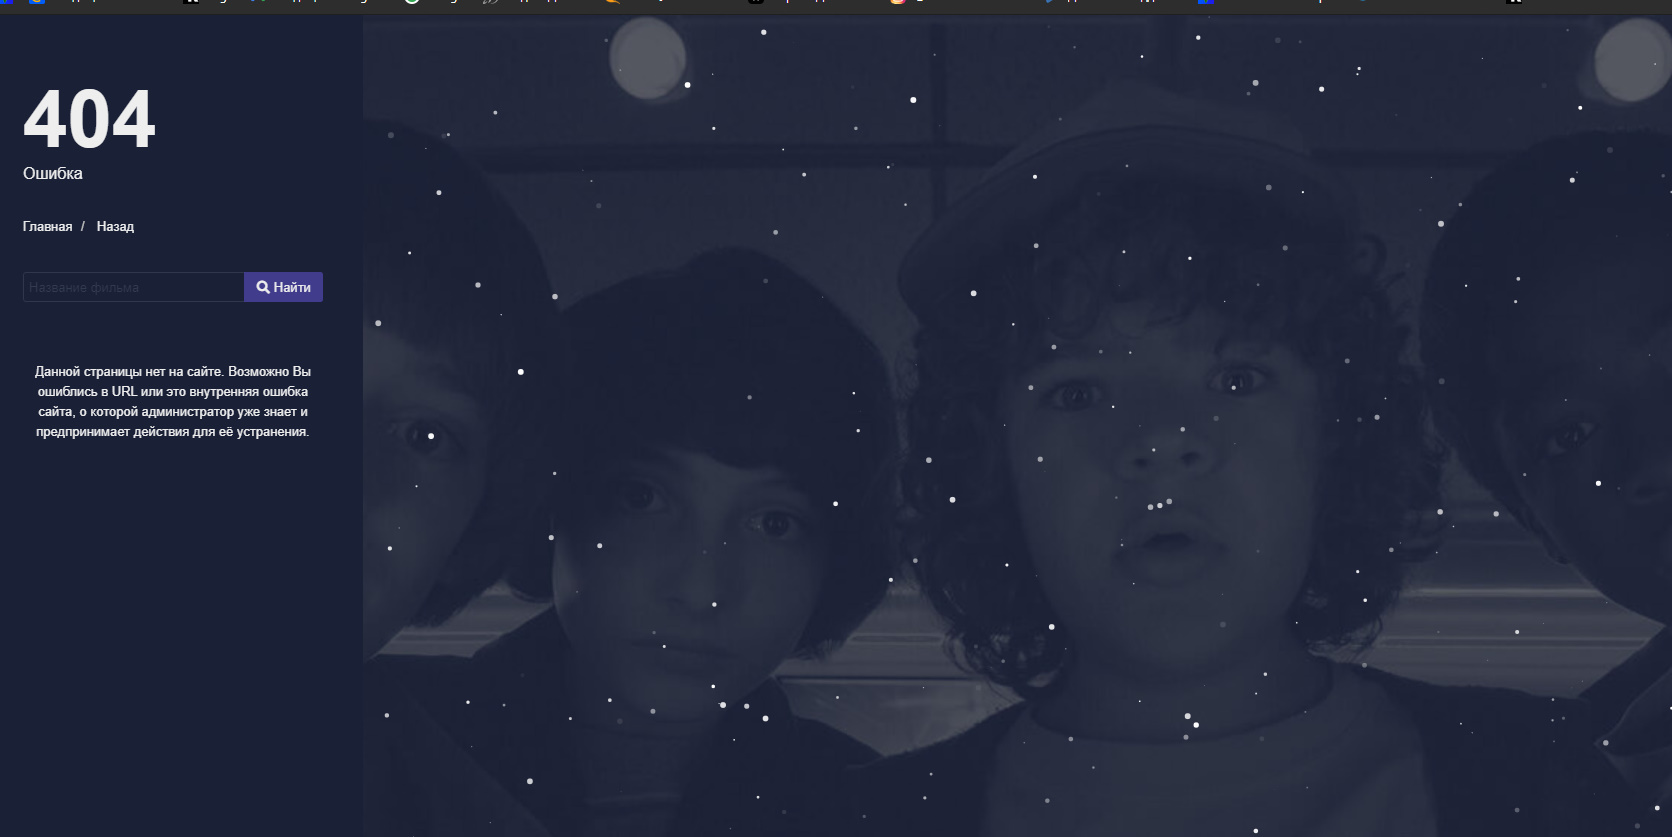 404
Ошибка
Главная / Назад
Название фильма
Найти
Данной страницы нет на сайте. Возможно Вы
ошиблись в URL или это внутренняя ошибка
сайта, о которой администратор уже знает и
предпринимает действия для её устранения.